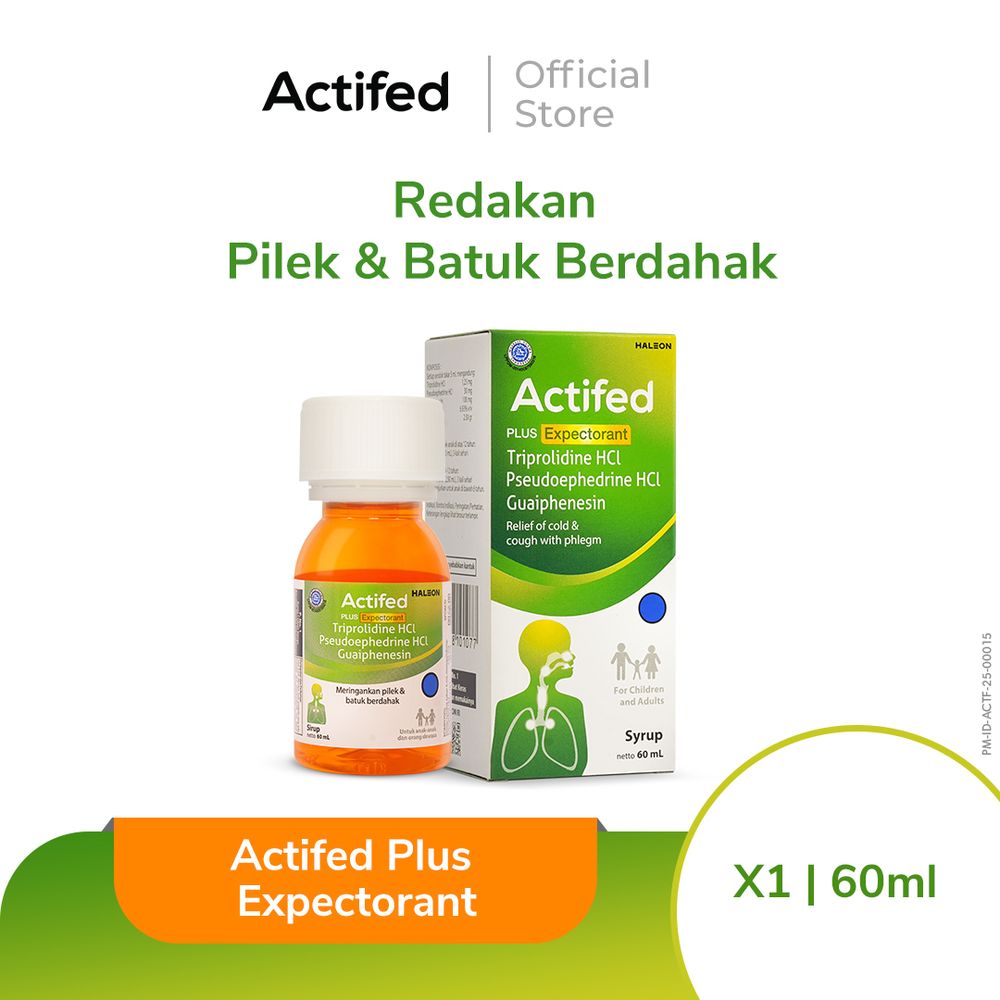 Actifed
Official
Store
Redakan
Pilek & Batuk Berdahak
HALEON
Actifed
PLUS Expectorant
Triprolidine HCl
Pseudoephedrine HCl
Guaiphenesin
Relief of cold &
cough with phlegm
For Children
and Adults
Syrup
netto 60 mL
HALEON
Actifed
PLUS Expectorant
Triprolidine HCl
Pseudoephedrine HCl
Guaiphenesin
Meringankan pilek &
batuk berdahak
Sirup
netto 60 mL
Untuk anak-anak
dan orang dewasa
Actifed Plus
Expectorant
X1 | 60ml
PM-ID-ACTF-25-00015